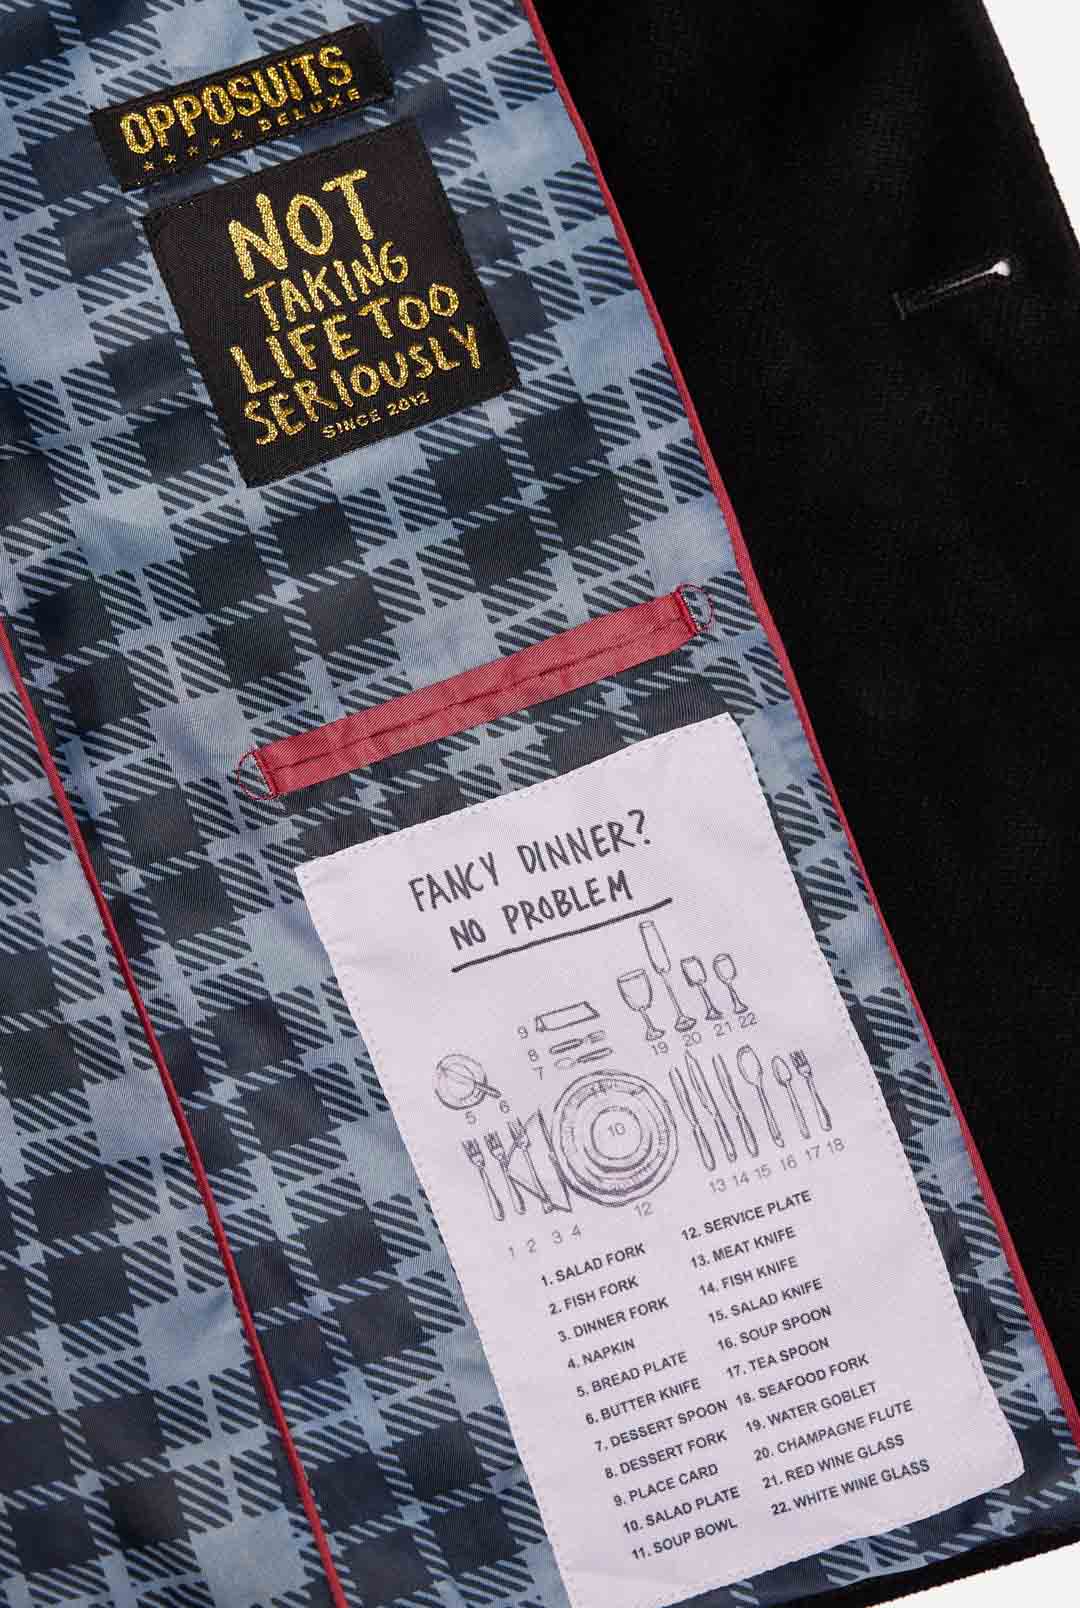 OPPOSUITS
★ ★ ★ ★ ★ DELUXE
NOT
TAKING
LIFE TOO
SERIOUSLY
SINCE 2012
FANCY DINNER?
NO PROBLEM
9
8
7
19 20 21 22
5 6
10
13 14 15 16 17 18
12
1 2 3 4
1. SALAD FORK
2. FISH FORK
3. DINNER FORK
4. NAPKIN
5. BREAD PLATE
6. BUTTER KNIFE
7. DESSERT SPOON
8. DESSERT FORK
9. PLACE CARD
10. SALAD PLATE
11. SOUP BOWL
12. SERVICE PLATE
13. MEAT KNIFE
14. FISH KNIFE
15. SALAD KNIFE
16. SOUP SPOON
17. TEA SPOON
18. SEAFOOD FORK
19. WATER GOBLET
20. CHAMPAGNE FLUTE
21. RED WINE GLASS
22. WHITE WINE GLASS